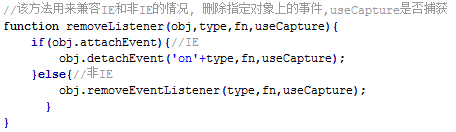 //该方法用来兼容IE和非IE的情况, 删除指定对象上的事件,useCapture是否捕获
function removeListener(obj,type,fn,useCapture){
if(obj.attachEvent){//IE
obj.detachEvent('on'+type,fn,useCapture);
}else{//非IE
obj.removeEventListener(type,fn,useCapture);
}
}